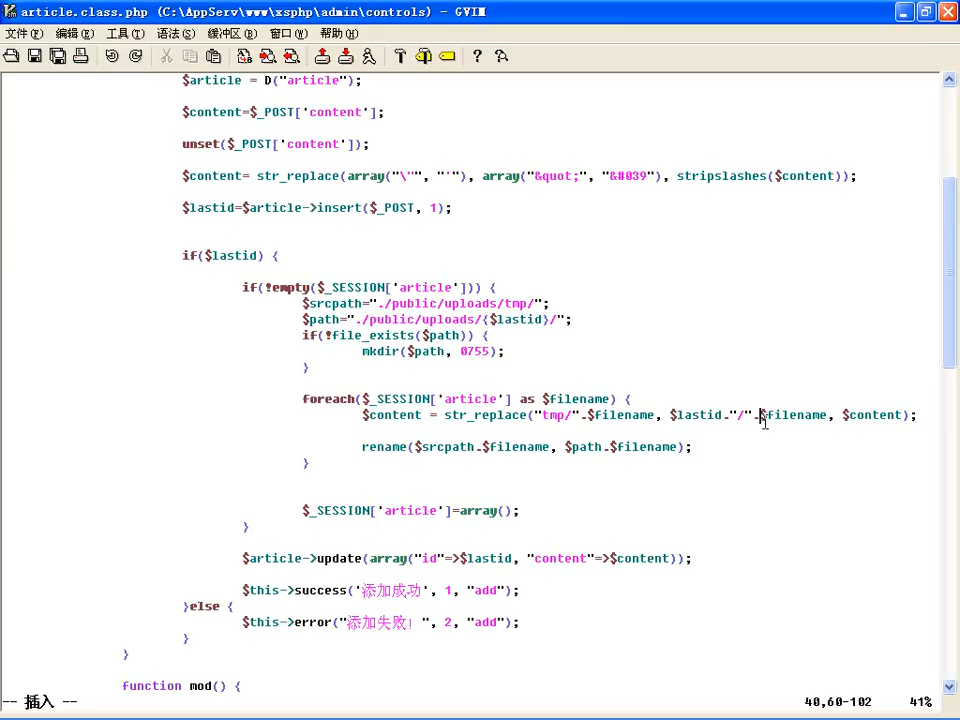 article.class.php (C:\AppServ\www\xsphp\admin\controls) - GVIM
文件(F) 编辑(E) 工具(T) 语法(S) 缓冲区(B) 窗口(W) 帮助(H)
$article = D("article");
$content=$_POST['content'];
unset($_POST['content']);
$content= str_replace(array("\"", "'"), array("&quot;", "&#039"), stripslashes($content));
$lastid=$article->insert($_POST, 1);
if($lastid) {
if(!empty($_SESSION['article'])) {
$srcpath="./public/uploads/tmp/";
$path="./public/uploads/{$lastid}/";
if(!file_exists($path)) {
mkdir($path, 0755);
}
foreach($_SESSION['article'] as $filename) {
$content = str_replace("tmp/".$filename, $lastid."/".$filename, $content);
rename($srcpath.$filename, $path.$filename);
}
$_SESSION['article']=array();
}
$article->update(array("id"=>$lastid, "content"=>$content));
$this->success('添加成功', 1, "add");
}else {
$this->error("添加失败! ", 2, "add");
}
}
function mod() {
-- 插入 -- 40,60-102 41%